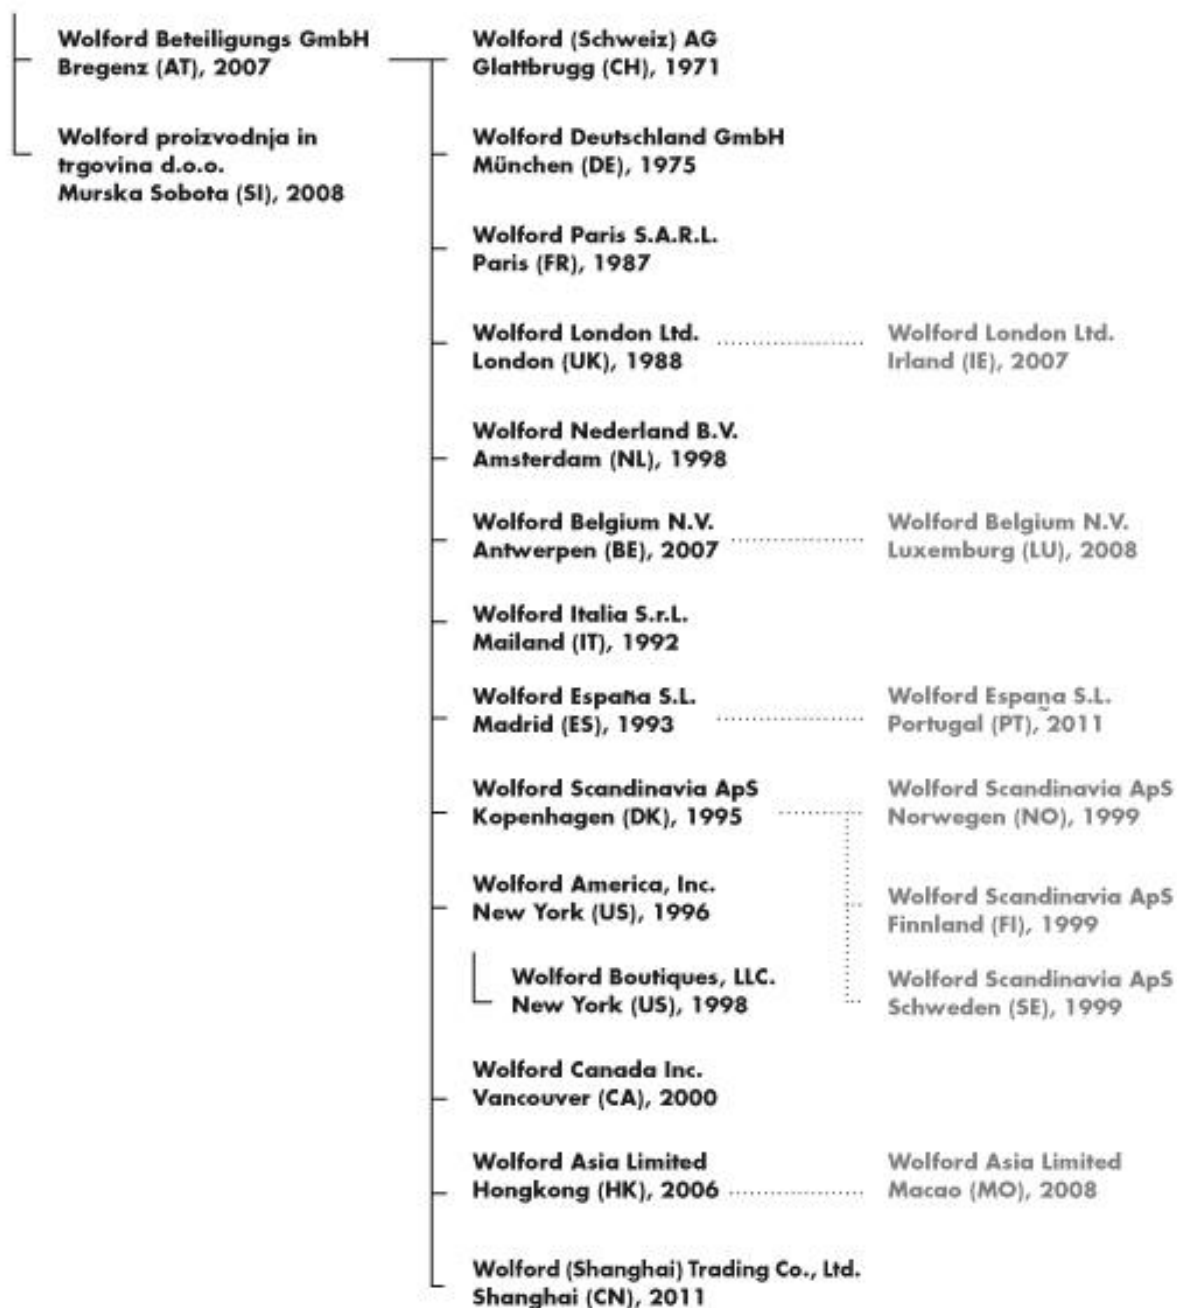 Wolford Beteiligungs GmbH
Bregenz (AT), 2007
Wolford proizvodnja in
trgovina d.o.o.
Murska Sobota (SI), 2008
Wolford (Schweiz) AG
Glattbrugg (CH), 1971
Wolford Deutschland GmbH
München (DE), 1975
Wolford Paris S.A.R.L.
Paris (FR), 1987
Wolford London Ltd.
London (UK), 1988
Wolford London Ltd.
Irland (IE), 2007
Wolford Nederland B.V.
Amsterdam (NL), 1998
Wolford Belgium N.V.
Antwerpen (BE), 2007
Wolford Belgium N.V.
Luxemburg (LU), 2008
Wolford Italia S.r.L.
Mailand (IT), 1992
Wolford España S.L.
Madrid (ES), 1993
Wolford Espana S.L.
Portugal (PT), ~2011
Wolford Scandinavia ApS
Kopenhagen (DK), 1995
Wolford Scandinavia ApS
Norwegen (NO), 1999
Wolford Scandinavia ApS
Finnland (FI), 1999
Wolford Scandinavia ApS
Schweden (SE), 1999
Wolford America, Inc.
New York (US), 1996
Wolford Boutiques, LLC.
New York (US), 1998
Wolford Canada Inc.
Vancouver (CA), 2000
Wolford Asia Limited
Hongkong (HK), 2006
Wolford Asia Limited
Macao (MO), 2008
Wolford (Shanghai) Trading Co., Ltd.
Shanghai (CN), 2011